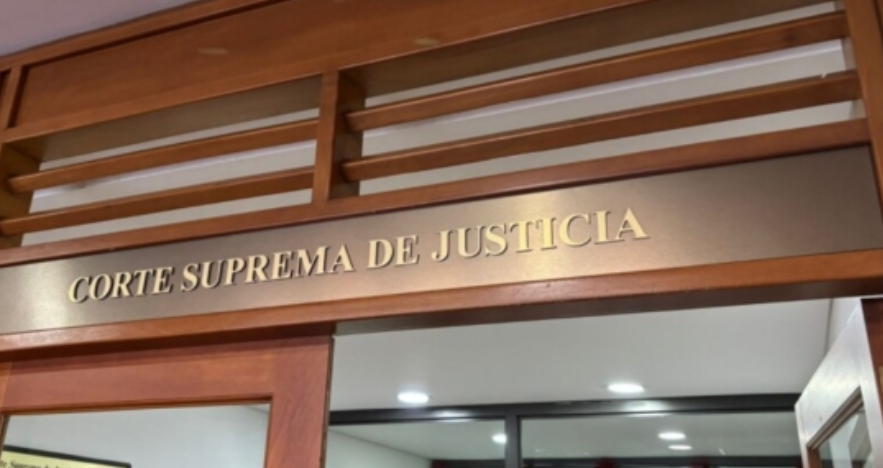 CORTE SUPREMA DE JUSTICIA